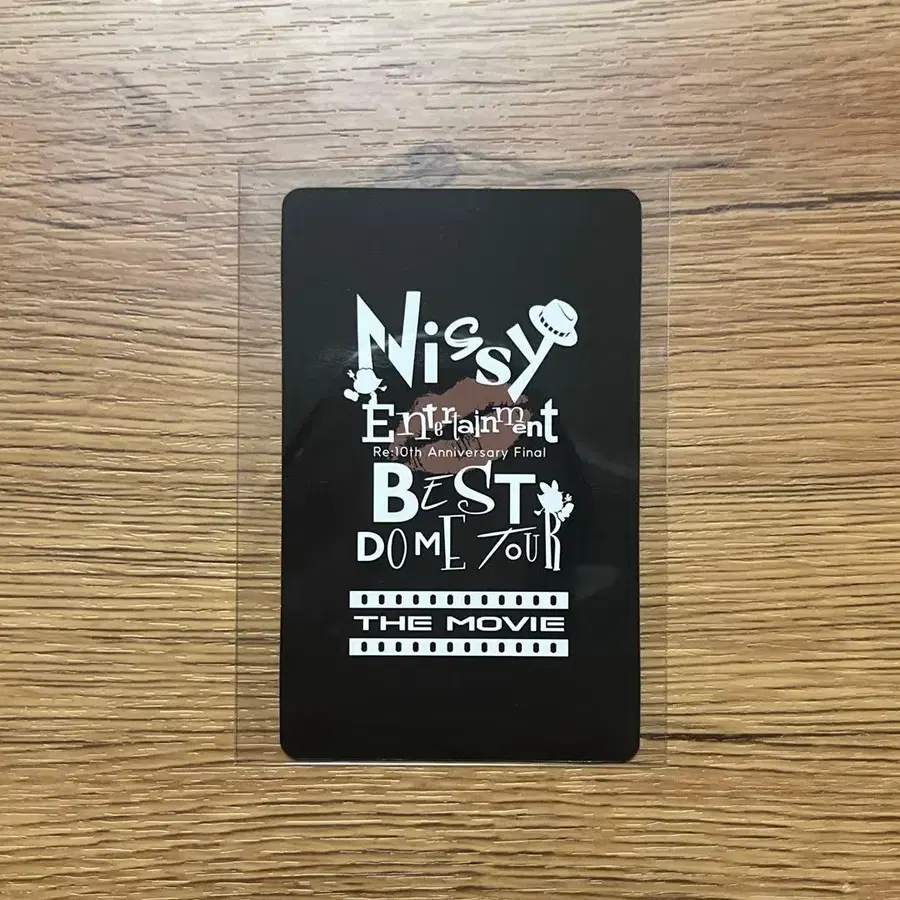 Nissy
Entertainment
Re:10th Anniversary Final
BEST
DOME TOUR
THE MOVIE